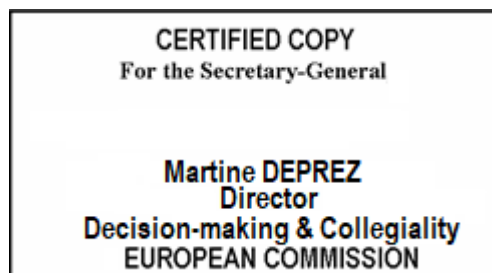 CERTIFIED COPY
For the Secretary-General
Martine DEPREZ
Director
Decision-making & Collegiality
EUROPEAN COMMISSION